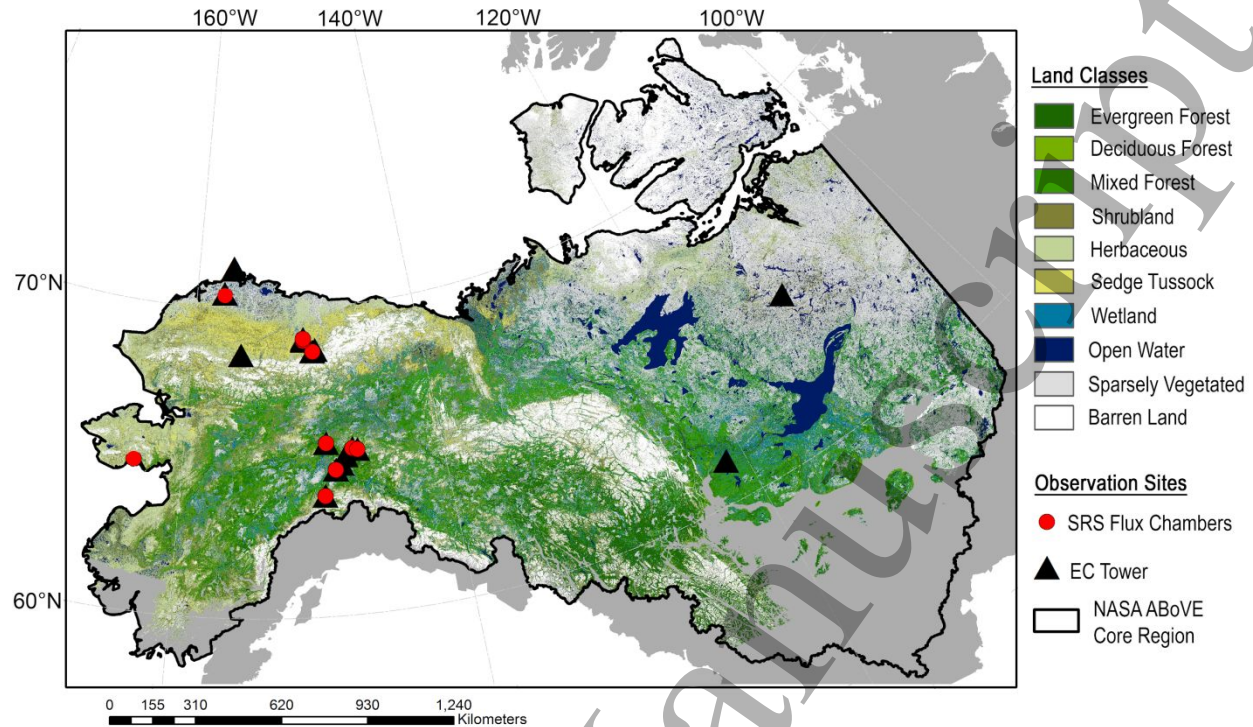 160°W 140°W 120°W 100°W
70°N
60°N
Land Classes
Evergreen Forest
Deciduous Forest
Mixed Forest
Shrubland
Herbaceous
Sedge Tussock
Wetland
Open Water
Sparsely Vegetated
Barren Land
Observation Sites
SRS Flux Chambers
EC Tower
NASA ABoVE
Core Region
0 155 310 620 930 1,240
Kilometers
anuscript